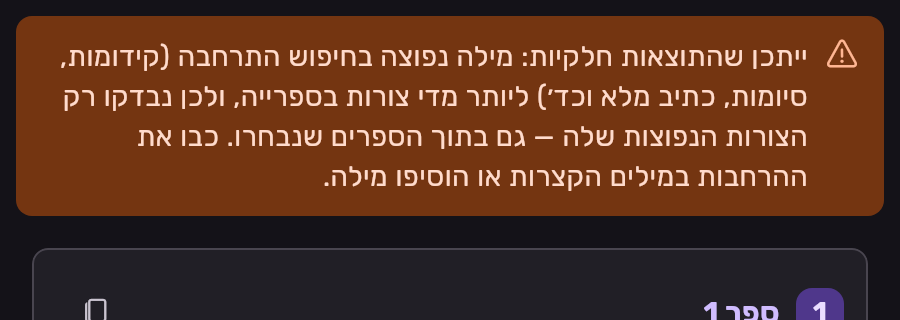 ייתכן שהתוצאות חלקיות: מילה נפוצה בחיפוש התרחבה (קידומות,
סיומות, כתיב מלא וכד׳) ליותר מדי צורות בספרייה, ולכן נבדקו רק
הצורות הנפוצות שלה – גם בתוך הספרים שנבחרו. כבו את
ההרחבות במילים הקצרות או הוסיפו מילה.
1 ספר 1